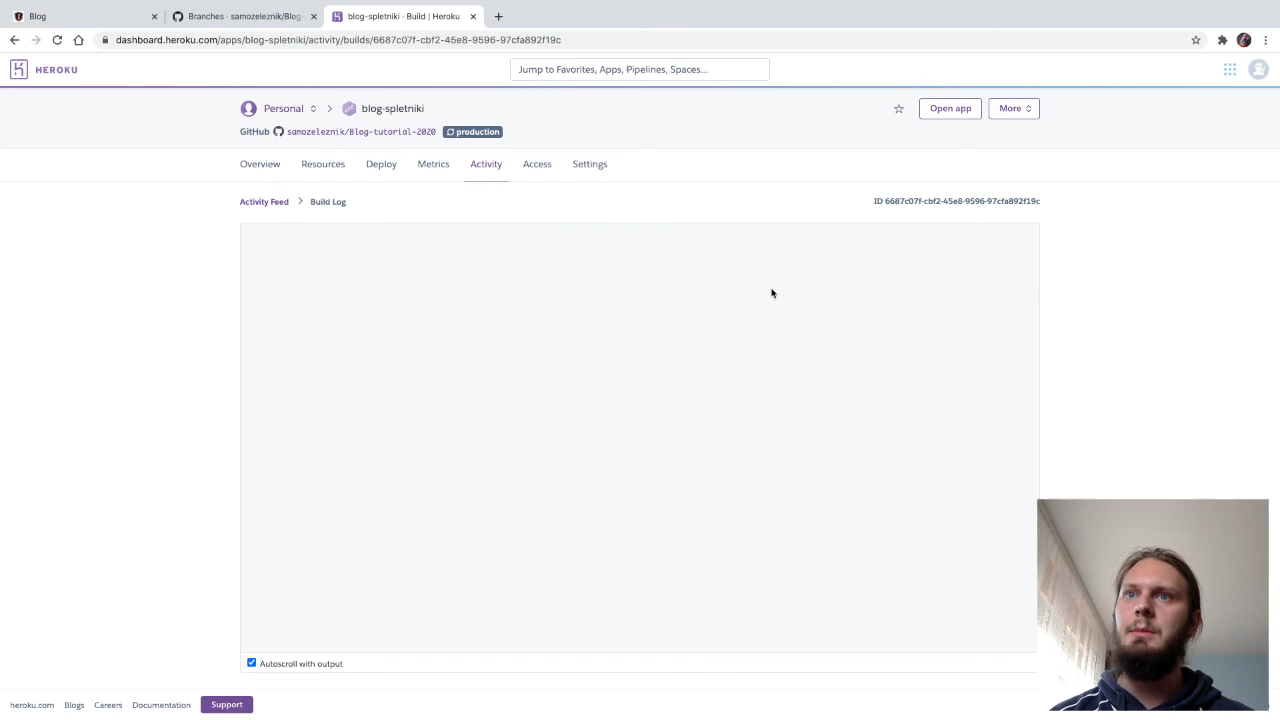 Blog
Branches · samozeleznik/Blog-
blog-spletniki · Build | Heroku
dashboard.heroku.com/apps/blog-spletniki/activity/builds/6687c07f-cbf2-45e8-9596-97cfa892f19c
HEROKU
Jump to Favorites, Apps, Pipelines, Spaces...
Personal
blog-spletniki
Open app
More
GitHub
samozeleznik/Blog-tutorial-2020
production
Overview
Resources
Deploy
Metrics
Activity
Access
Settings
Activity Feed
Build Log
ID 6687c07f-cbf2-45e8-9596-97cfa892f19c
Autoscroll with output
heroku.com
Blogs
Careers
Documentation
Support